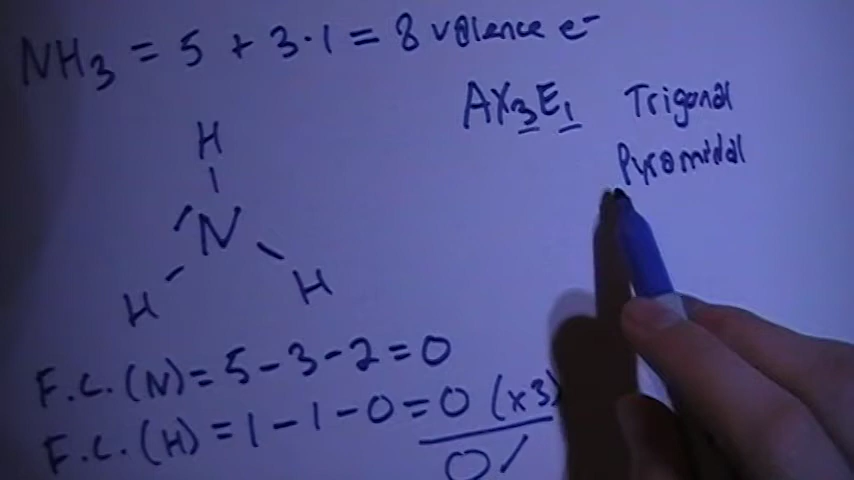 NH3 = 5 + 3·1 = 8 valence e-
AX3E1 Trigonal
Pyramidal
H
N
H H
F.C.(N) = 5-3-2=0
F.C.(H) = 1-1-0=0 (x3)
0